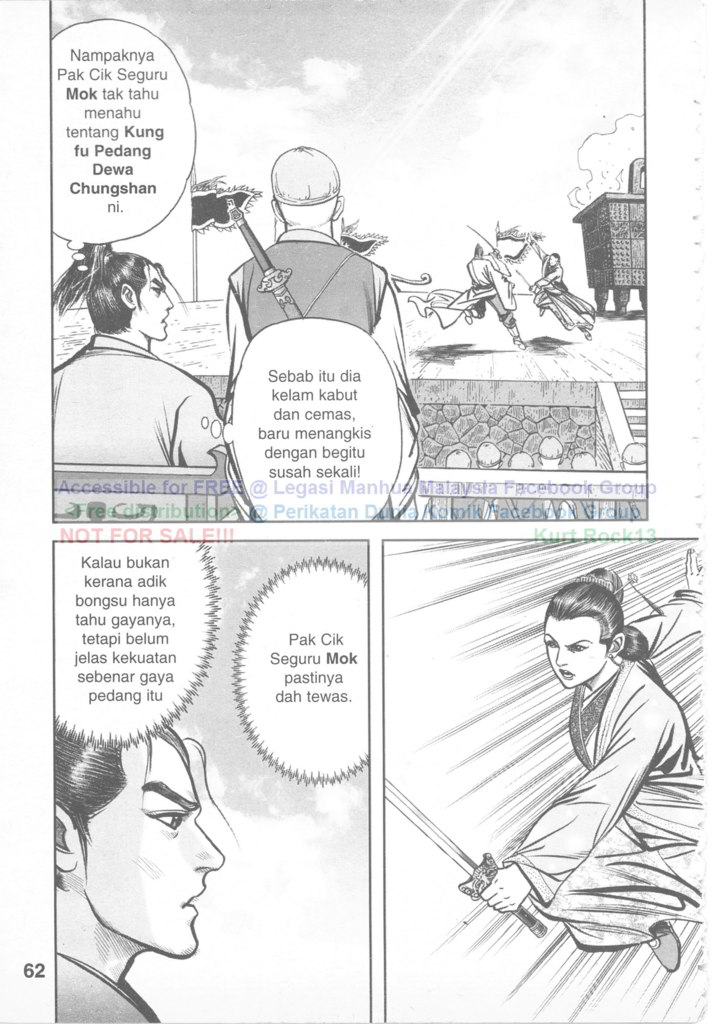 Nampaknya
Pak Cik Seguru
Mok tak tahu
menahu
tentang Kung
fu Pedang
Dewa
Chungshan
ni.
Sebab itu dia
kelam kabut
dan cemas,
baru menangkis
dengan begitu
susah sekali!
Accessible for FREE @ Legasi Manhua Malaysia Facebook Group
Free distributions @ Perikatan Dunia Komik Facebook Group
NOT FOR SALE!!!
Kurt Rock13
Kalau bukan
kerana adik
bongsu hanya
tahu gayanya,
tetapi belum
jelas kekuatan
sebenar gaya
pedang itu
Pak Cik
Seguru Mok
pastinya
dah tewas.
62